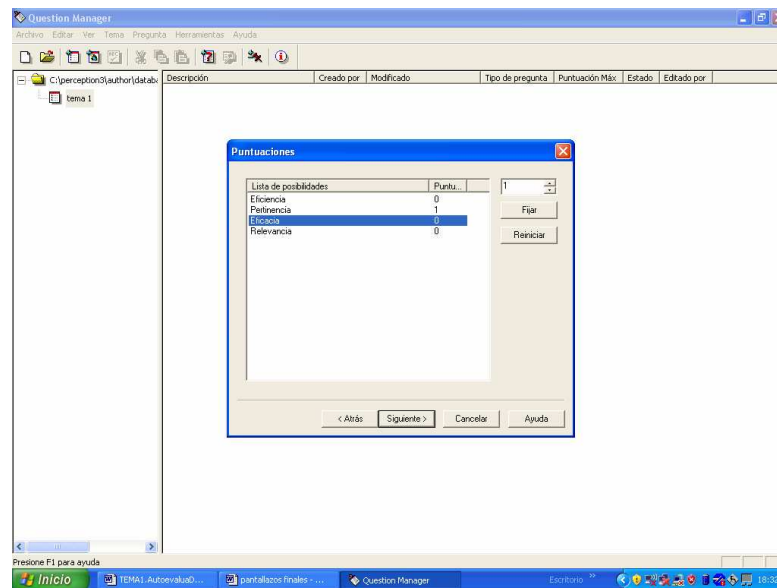 Question Manager
Archivo Editar Ver Tema Pregunta Herramientas Ayuda
C:\perception3\author\datab
Descripción Creado por Modificado Tipo de pregunta Puntuación Máx Estado Editado por
tema 1
Puntuaciones
Lista de posibilidades Puntu... 1
Eficiencia 0
Pertinencia 1 Fijar
Eficacia 0
Relevancia 0 Reiniciar
< Atrás Siguiente > Cancelar Ayuda
Presione F1 para ayuda
Inicio TEMA1.AutoevaluaD... pantallazos finales - ... Question Manager Escritorio » 18:32